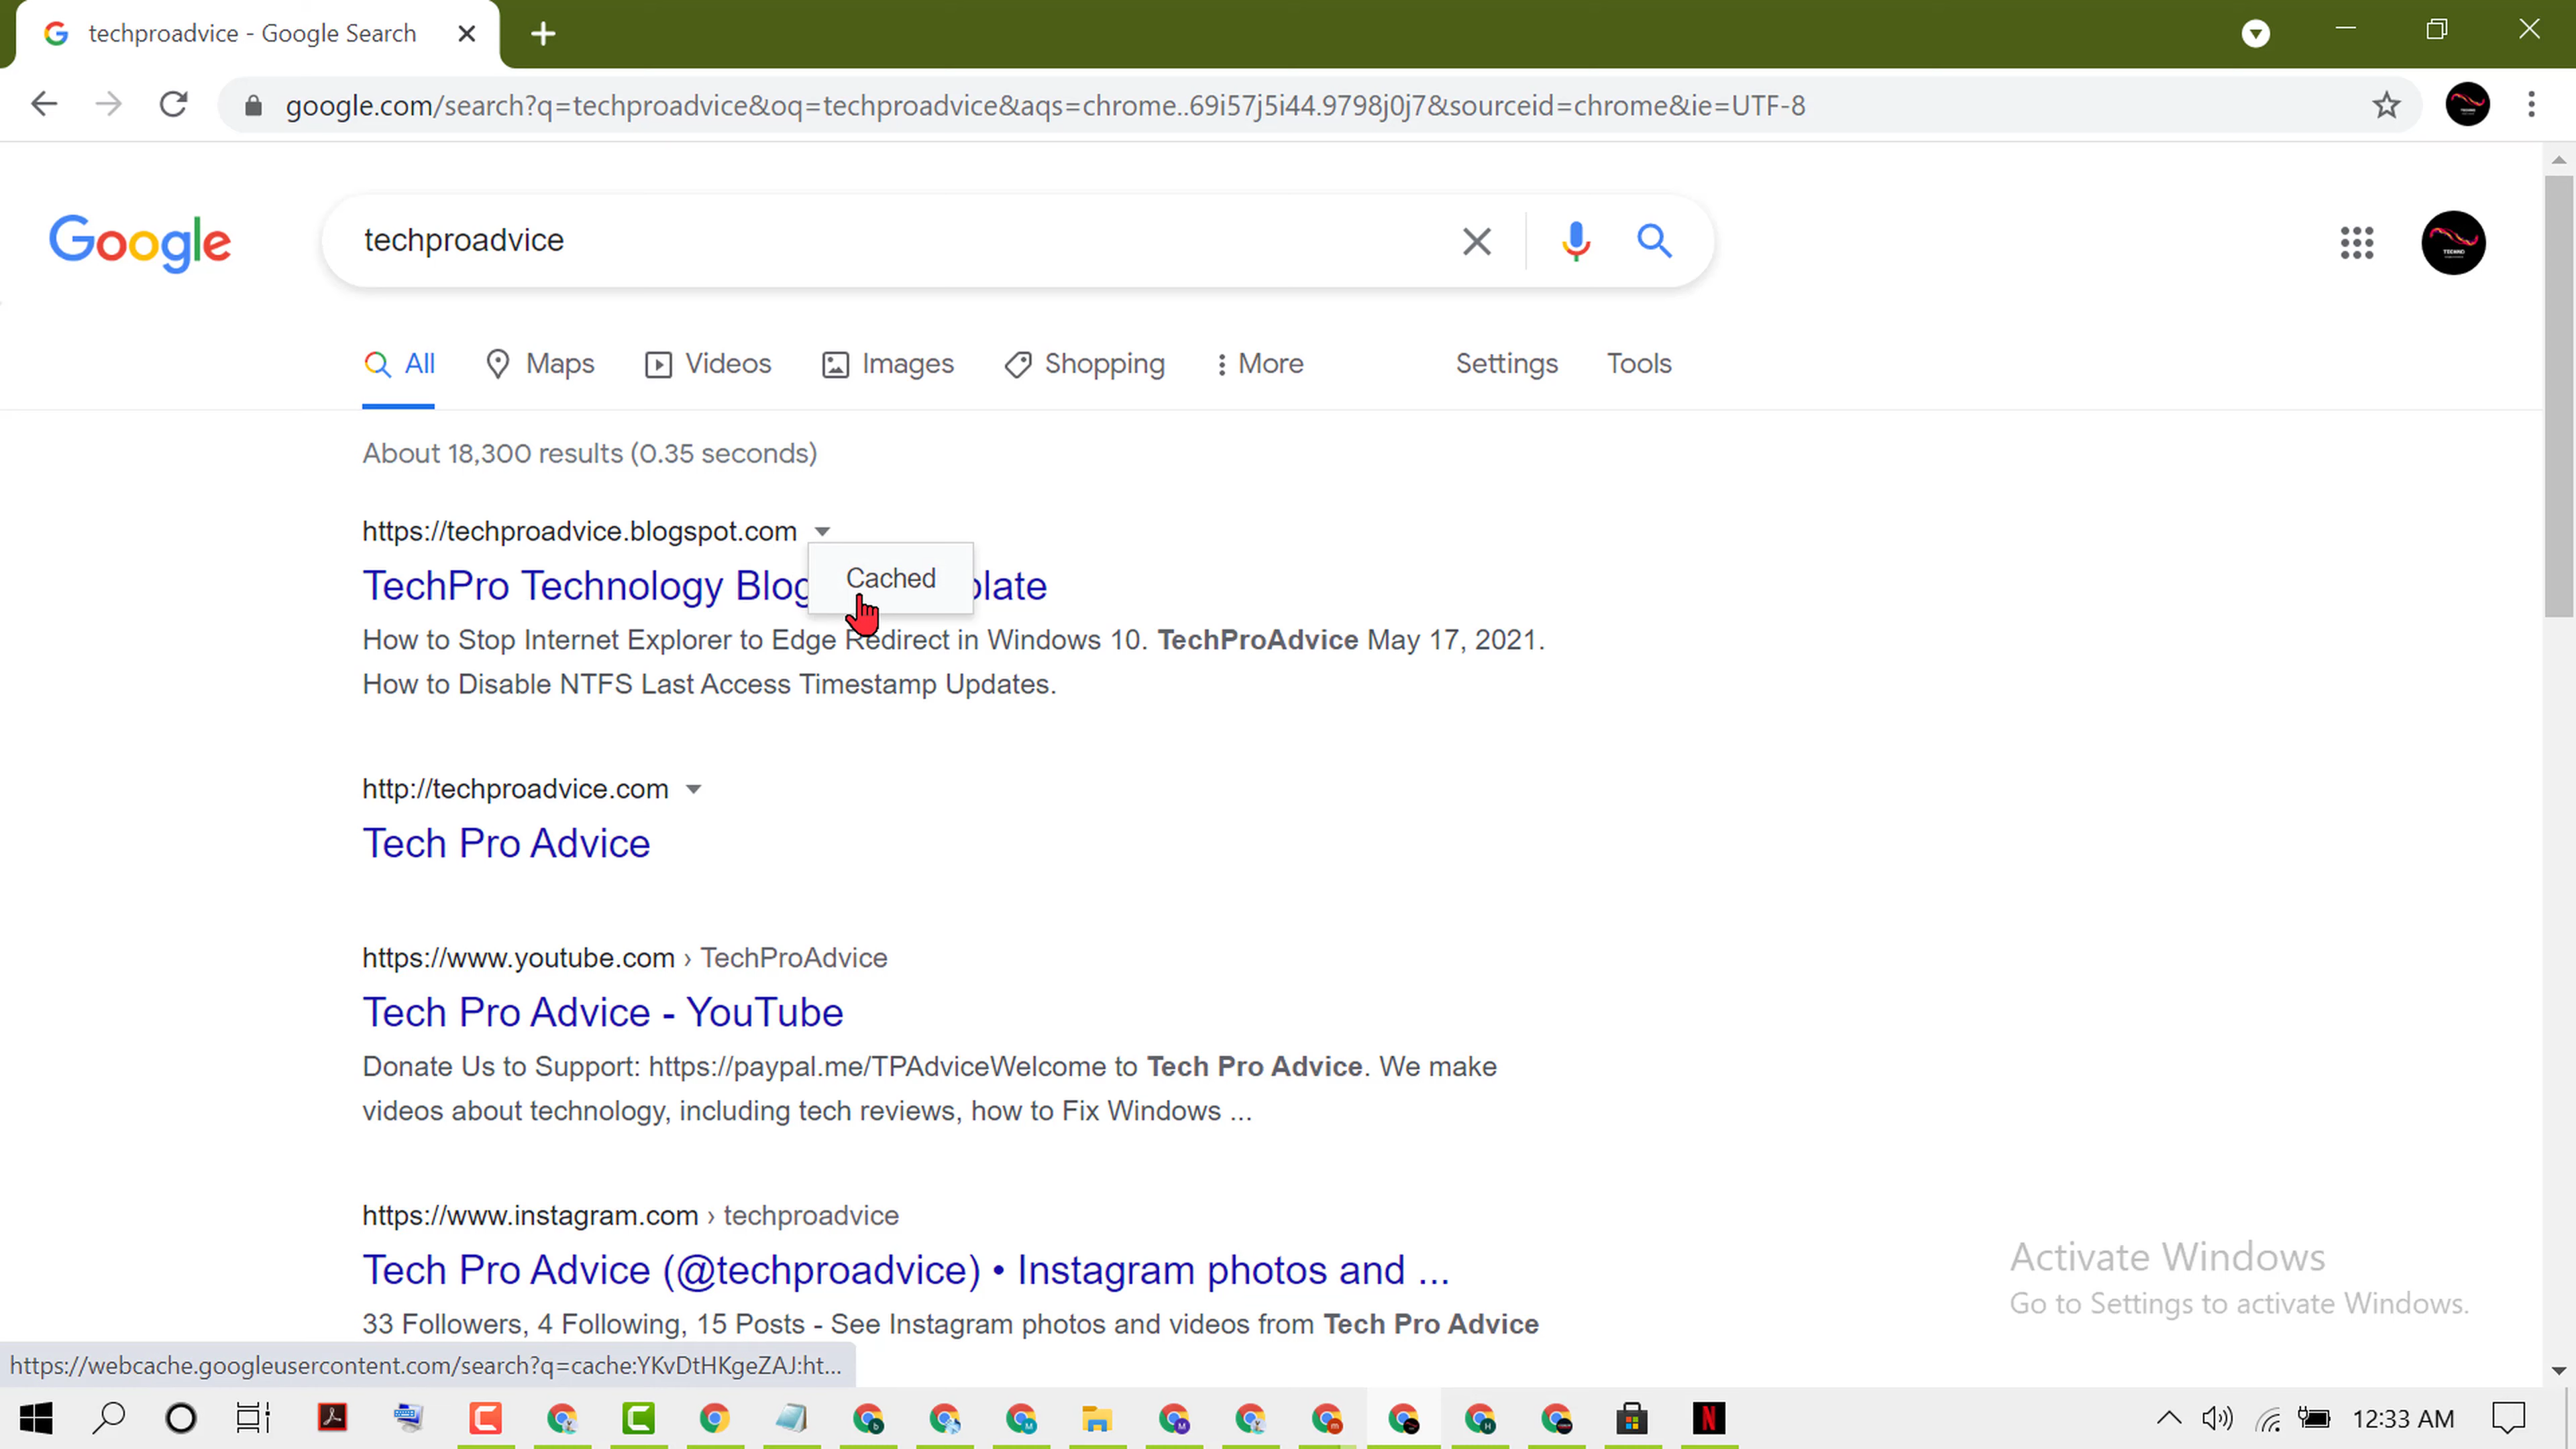 techproadvice - Google Search
google.com/search?q=techproadvice&oq=techproadvice&aqs=chrome..69i57j5i44.9798j0j7&sourceid=chrome&ie=UTF-8
Google
techproadvice
All Maps Videos Images Shopping More Settings Tools
About 18,300 results (0.35 seconds)
https://techproadvice.blogspot.com
Cached
TechPro Technology Blog olate
How to Stop Internet Explorer to Edge Redirect in Windows 10. TechProAdvice May 17, 2021.
How to Disable NTFS Last Access Timestamp Updates.
http://techproadvice.com
Tech Pro Advice
https://www.youtube.com › TechProAdvice
Tech Pro Advice - YouTube
Donate Us to Support: https://paypal.me/TPAdviceWelcome to Tech Pro Advice. We make
videos about technology, including tech reviews, how to Fix Windows ...
https://www.instagram.com › techproadvice
Tech Pro Advice (@techproadvice) • Instagram photos and ...
33 Followers, 4 Following, 15 Posts - See Instagram photos and videos from Tech Pro Advice
Activate Windows
Go to Settings to activate Windows.
https://webcache.googleusercontent.com/search?q=cache:YKvDtHKgeZAJ:ht...
12:33 AM